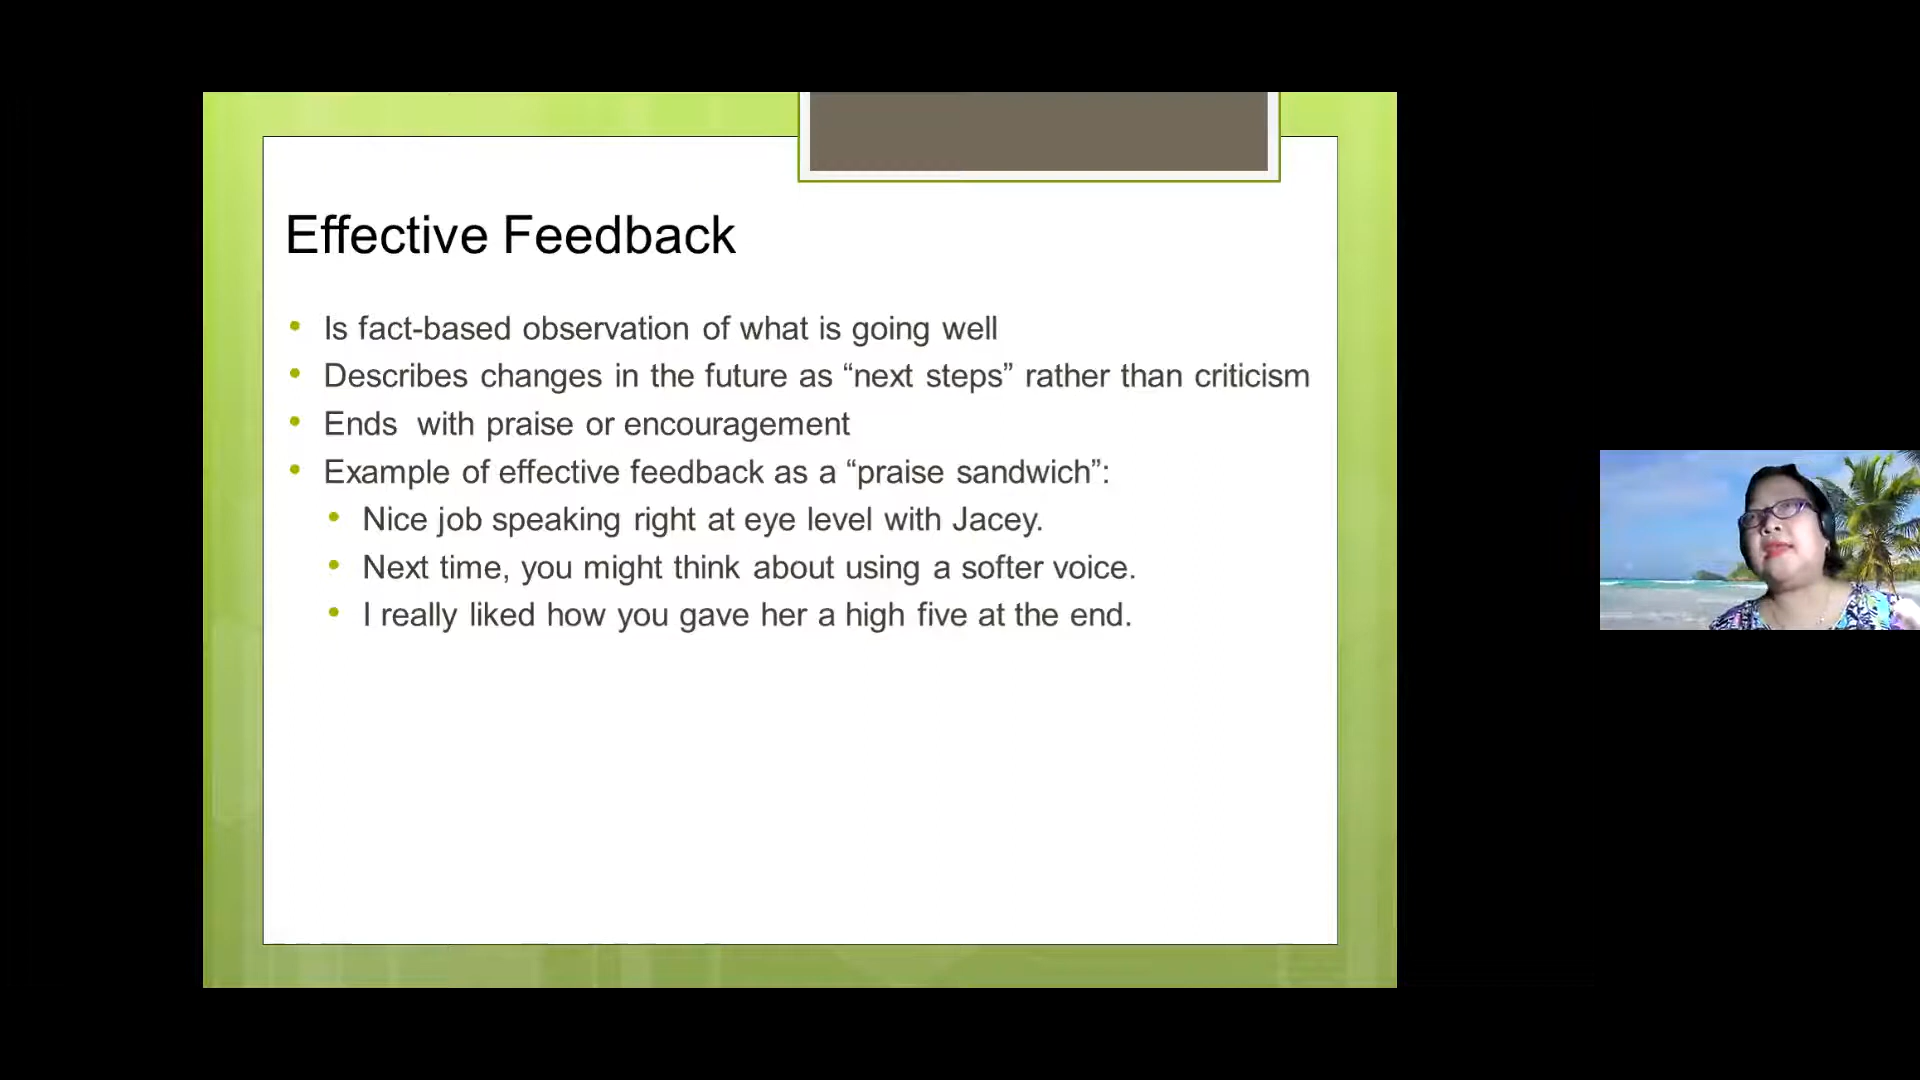 Effective Feedback
• Is fact-based observation of what is going well
• Describes changes in the future as “next steps” rather than criticism
• Ends  with praise or encouragement
• Example of effective feedback as a “praise sandwich”:
• Nice job speaking right at eye level with Jacey.
• Next time, you might think about using a softer voice.
• I really liked how you gave her a high five at the end.